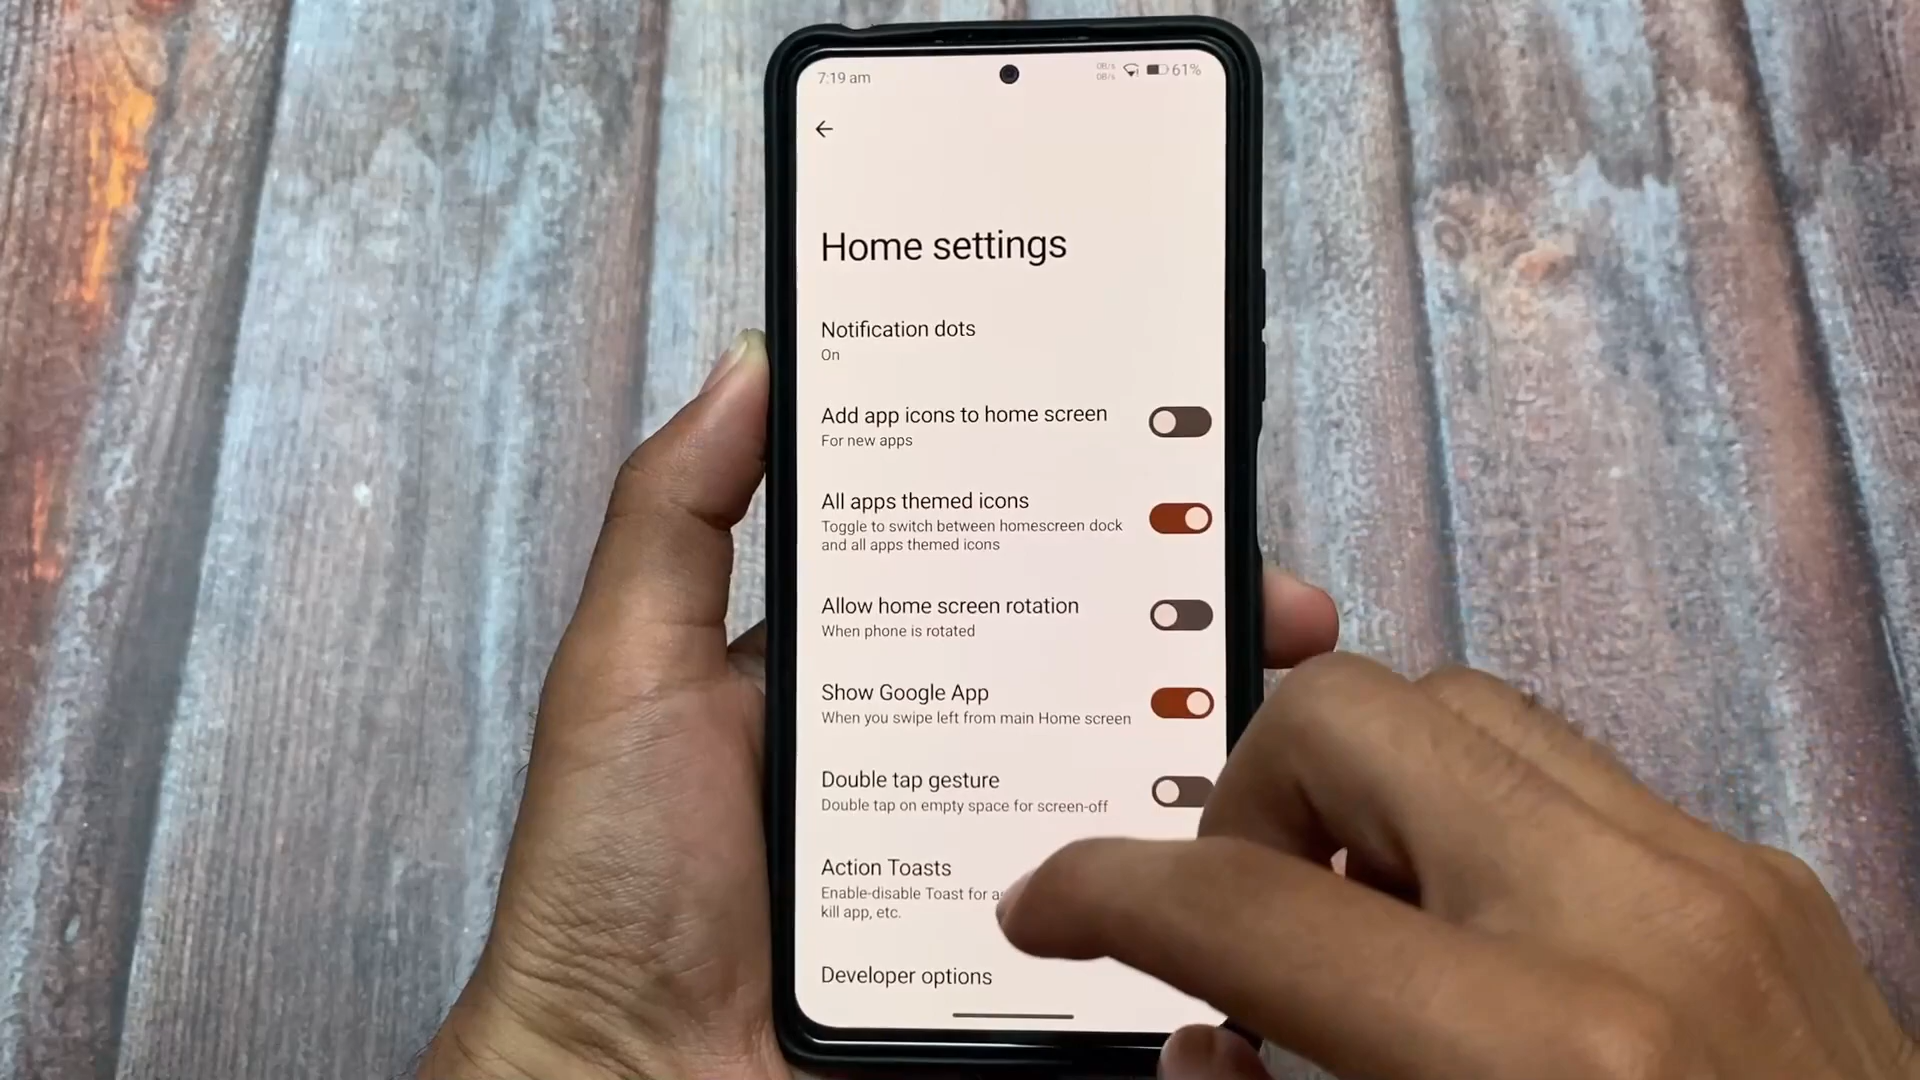 7:19 am
0B/s
0B/s
61%
Home settings
Notification dots
On
Add app icons to home screen
For new apps
All apps themed icons
Toggle to switch between homescreen dock
and all apps themed icons
Allow home screen rotation
When phone is rotated
Show Google App
When you swipe left from main Home screen
Double tap gesture
Double tap on empty space for screen-off
Action Toasts
Enable-disable Toast for
kill app, etc.
Developer options